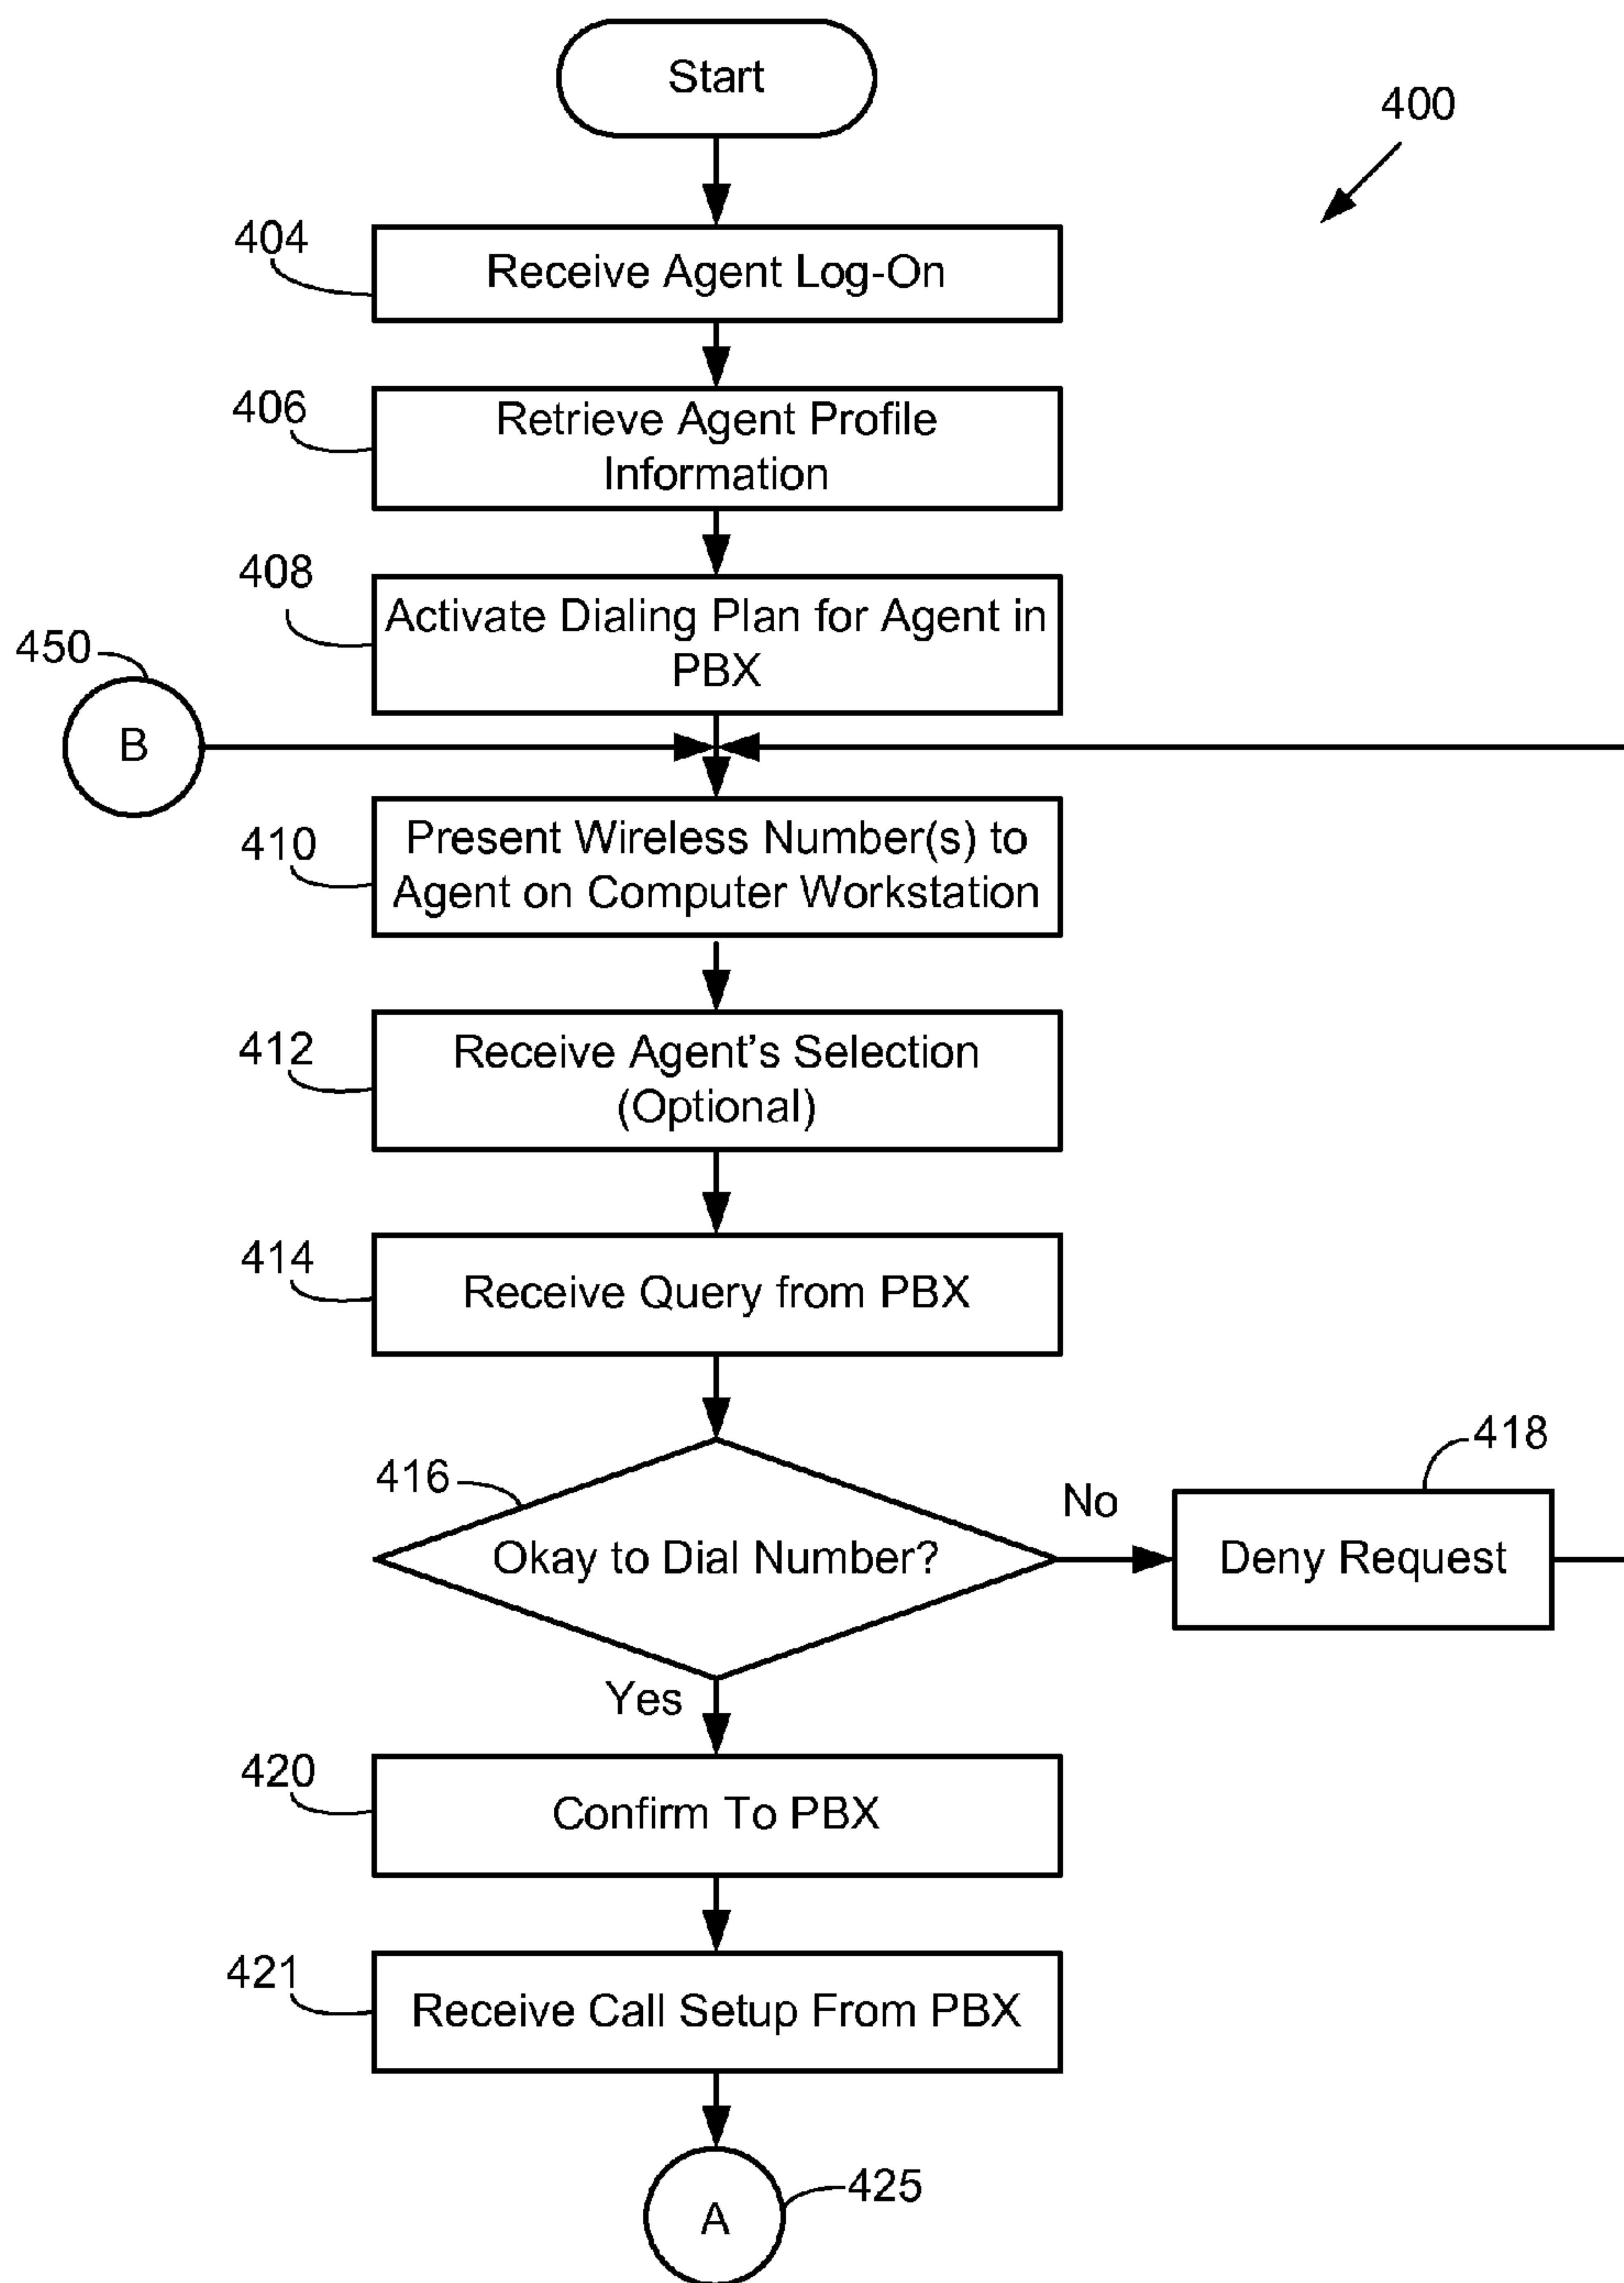 Start
400
404
Receive Agent Log-On
406
Retrieve Agent Profile
Information
408
Activate Dialing Plan for Agent in
PBX
450
B
410
Present Wireless Number(s) to
Agent on Computer Workstation
412
Receive Agent's Selection
(Optional)
414
Receive Query from PBX
416
Okay to Dial Number?
No
418
Deny Request
Yes
420
Confirm To PBX
421
Receive Call Setup From PBX
A
425